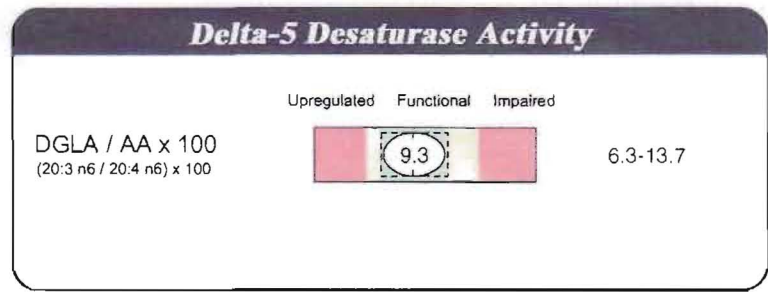 Delta-5 Desaturase Activity
Upregulated Functional Impaired
DGLA / AA x 100
(20:3 n6 / 20:4 n6) x 100
9.3
6.3-13.7